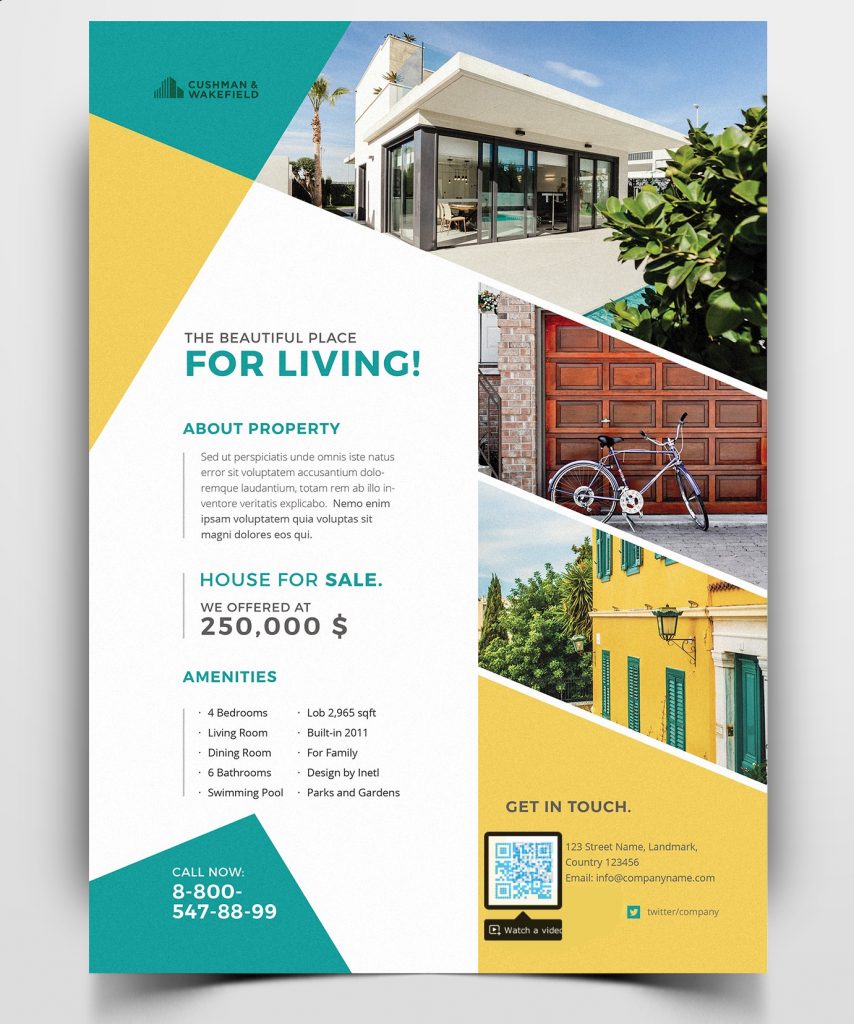 CUSHMAN &
WAKEFIELD
THE BEAUTIFUL PLACE
FOR LIVING!
ABOUT PROPERTY
Sed ut perspiciatis unde omnis iste natus
error sit voluptatem accusantium dolo-
remque laudantium, totam rem ab illo in-
ventore veritatis explicabo. Nemo enim
ipsam voluptatem quia voluptas sit
magni dolores eos qui.
HOUSE FOR SALE.
WE OFFERED AT
250,000 $
AMENITIES
· 4 Bedrooms
· Living Room
· Dining Room
· 6 Bathrooms
· Swimming Pool
· Lob 2,965 sqft
· Built-in 2011
· For Family
· Design by Inetl
· Parks and Gardens
CALL NOW:
8-800-
547-88-99
GET IN TOUCH.
123 Street Name, Landmark,
Country 123456
Email: info@companyname.com
twitter/company
Watch a video